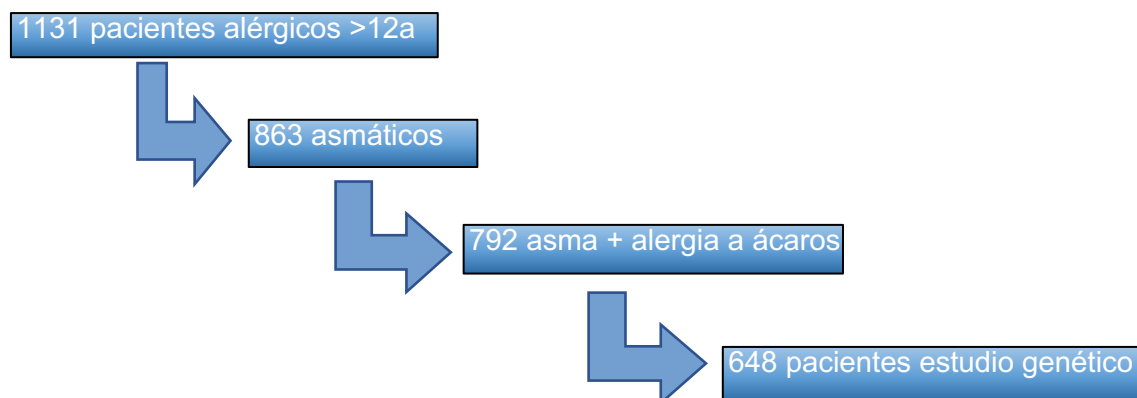 1131 pacientes alérgicos >12a
863 asmáticos
792 asma + alergia a ácaros
648 pacientes estudio genético